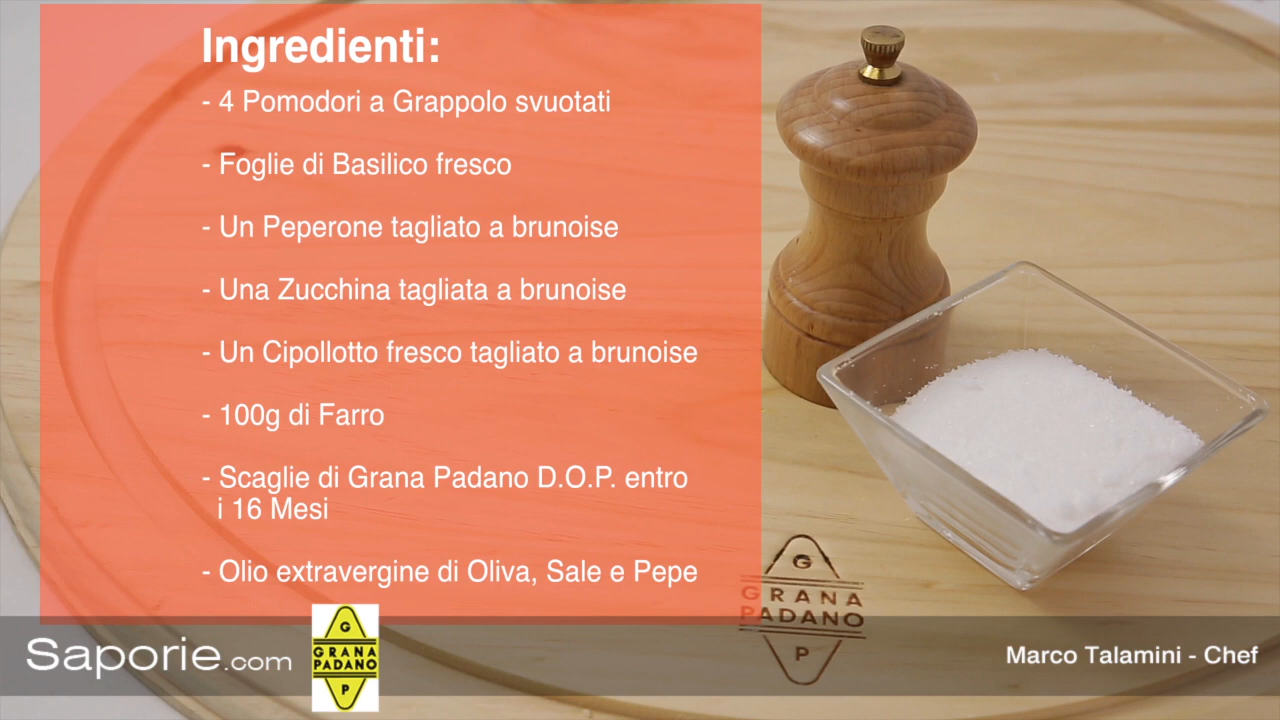 Ingredienti:
- 4 Pomodori a Grappolo svuotati
- Foglie di Basilico fresco
- Un Peperone tagliato a brunoise
- Una Zucchina tagliata a brunoise
- Un Cipollotto fresco tagliato a brunoise
- 100g di Farro
- Scaglie di Grana Padano D.O.P. entro
i 16 Mesi
- Olio extravergine di Oliva, Sale e Pepe
G
GRANA
PADANO
P
Saporie.com
G
GRANA
PADANO
P
Marco Talamini - Chef